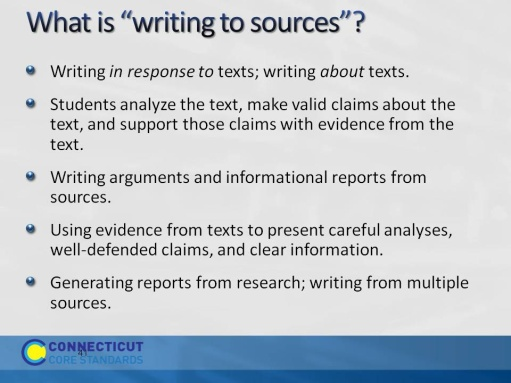 What is “writing to sources”?
Writing in response to texts; writing about texts.
Students analyze the text, make valid claims about the
text, and support those claims with evidence from the
text.
Writing arguments and informational reports from
sources.
Using evidence from texts to present careful analyses,
well-defended claims, and clear information.
Generating reports from research; writing from multiple
sources.
CONNECTICUT
CORE STANDARDS